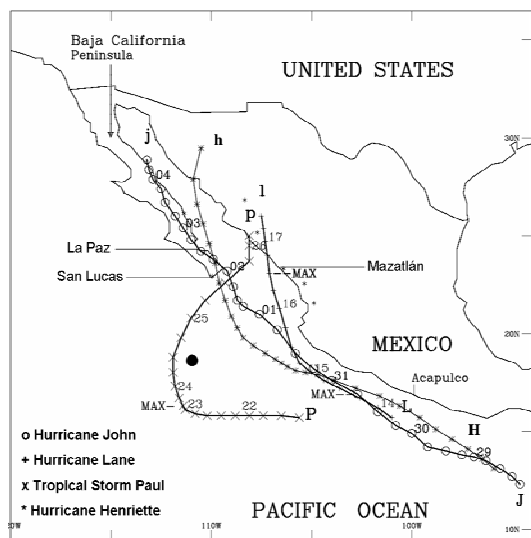 Baja California
Peninsula
UNITED STATES
30N
j
h
04
l
p
03
17
26
La Paz
02
MAX
Mazatlán
San Lucas
01
16
25
20N
MEXICO
15
31
Acapulco
24
MAX
14
L
MAX
23
22
P
30
H
29
o Hurricane John
+ Hurricane Lane
x Tropical Storm Paul
* Hurricane Henriette
J
PACIFIC OCEAN
10N
110W
100W